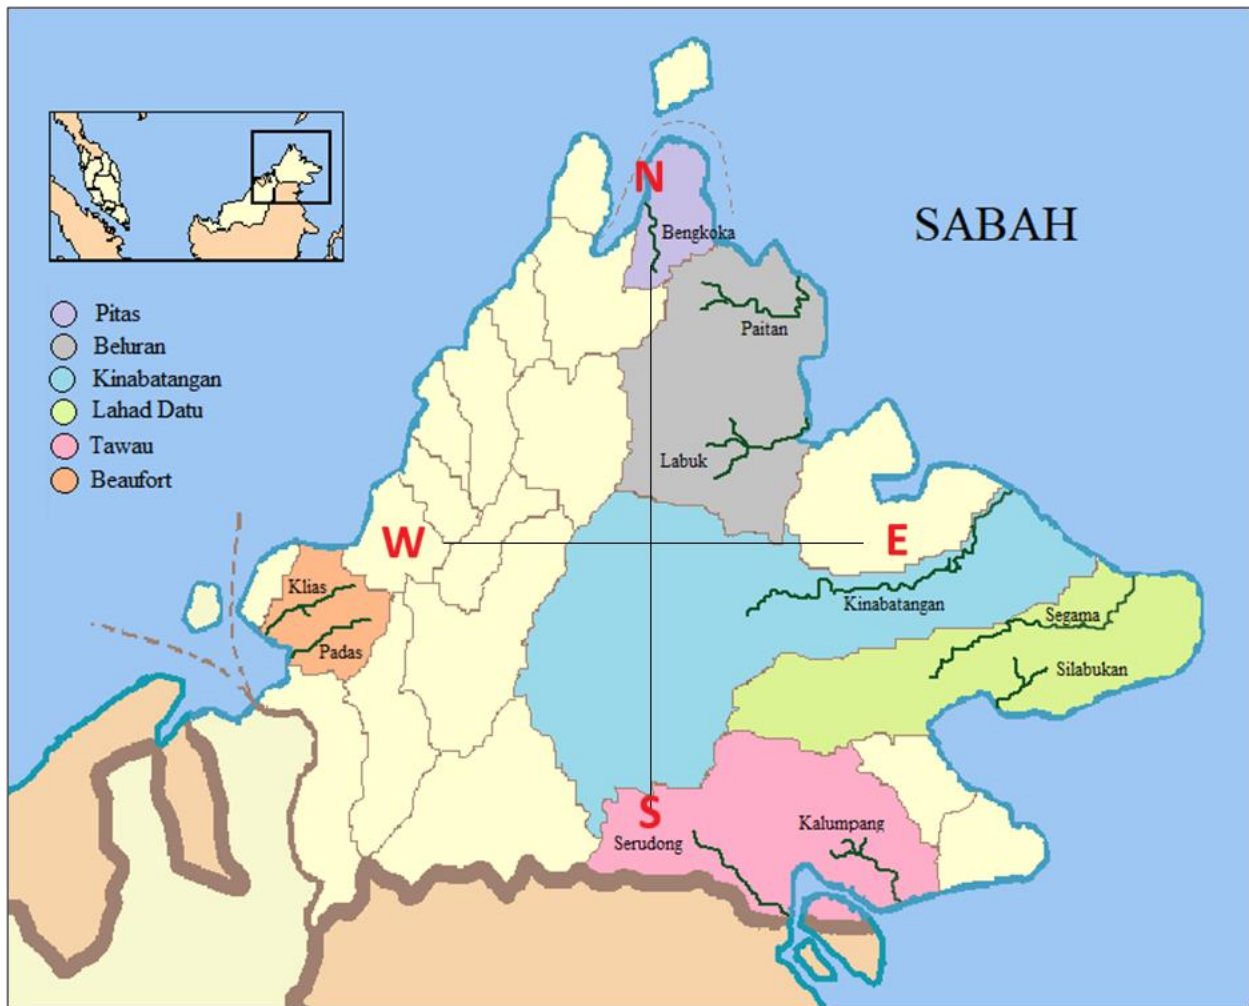 N
SABAH
Bengkoka
Pitas
Beluran
Kinabatangan
Lahad Datu
Tawau
Beaufort
Paitan
Labuk
W
E
Klias
Padas
Kinabatangan
Segama
Silabukan
S
Serudong
Kalumpang